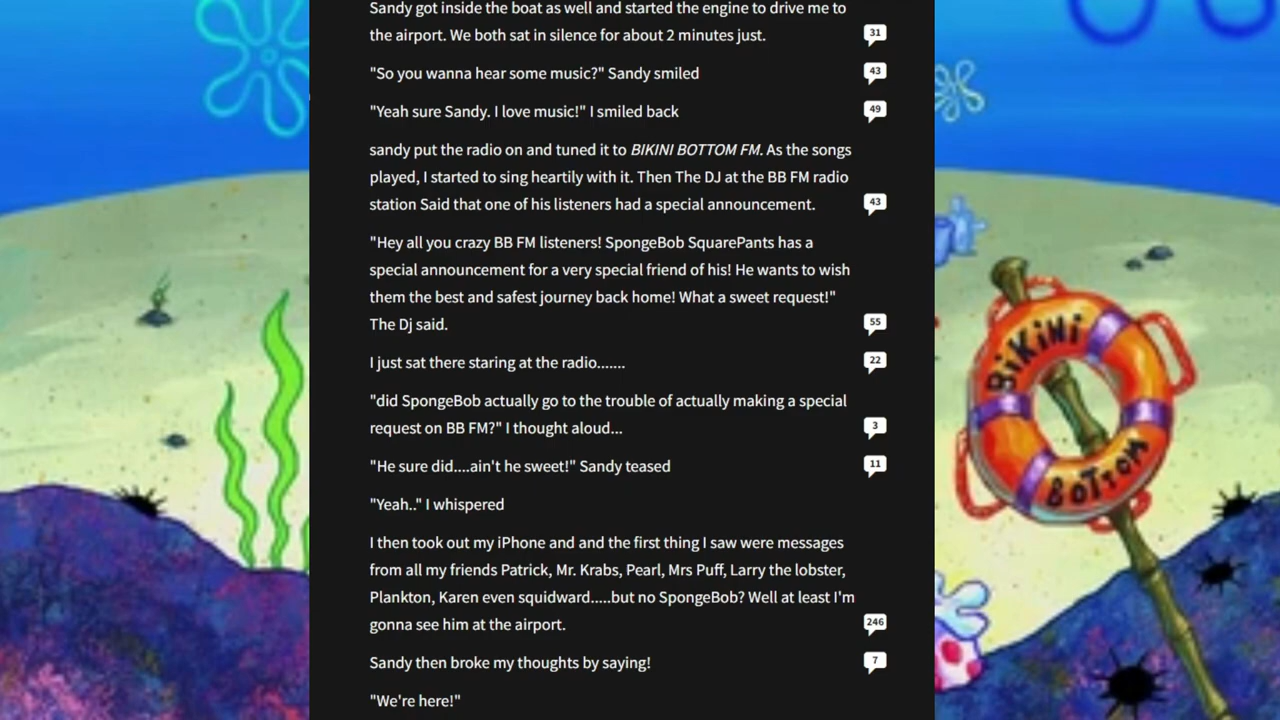 Sandy got inside the boat as well and started the engine to drive me to
the airport. We both sat in silence for about 2 minutes just.
31
"So you wanna hear some music?" Sandy smiled
43
"Yeah sure Sandy. I love music!" I smiled back
49
sandy put the radio on and tuned it to BIKINI BOTTOM FM. As the songs
played, I started to sing heartily with it. Then The DJ at the BB FM radio
station Said that one of his listeners had a special announcement.
43
"Hey all you crazy BB FM listeners! SpongeBob SquarePants has a
special announcement for a very special friend of his! He wants to wish
them the best and safest journey back home! What a sweet request!"
The Dj said.
55
I just sat there staring at the radio.......
22
"did SpongeBob actually go to the trouble of actually making a special
request on BB FM?" I thought aloud...
3
"He sure did....ain't he sweet!" Sandy teased
11
"Yeah.." I whispered
I then took out my iPhone and and the first thing I saw were messages
from all my friends Patrick, Mr. Krabs, Pearl, Mrs Puff, Larry the lobster,
Plankton, Karen even squidward.....but no SpongeBob? Well at least I'm
gonna see him at the airport.
246
Sandy then broke my thoughts by saying!
7
"We're here!"
BIKINI
BOTTOM